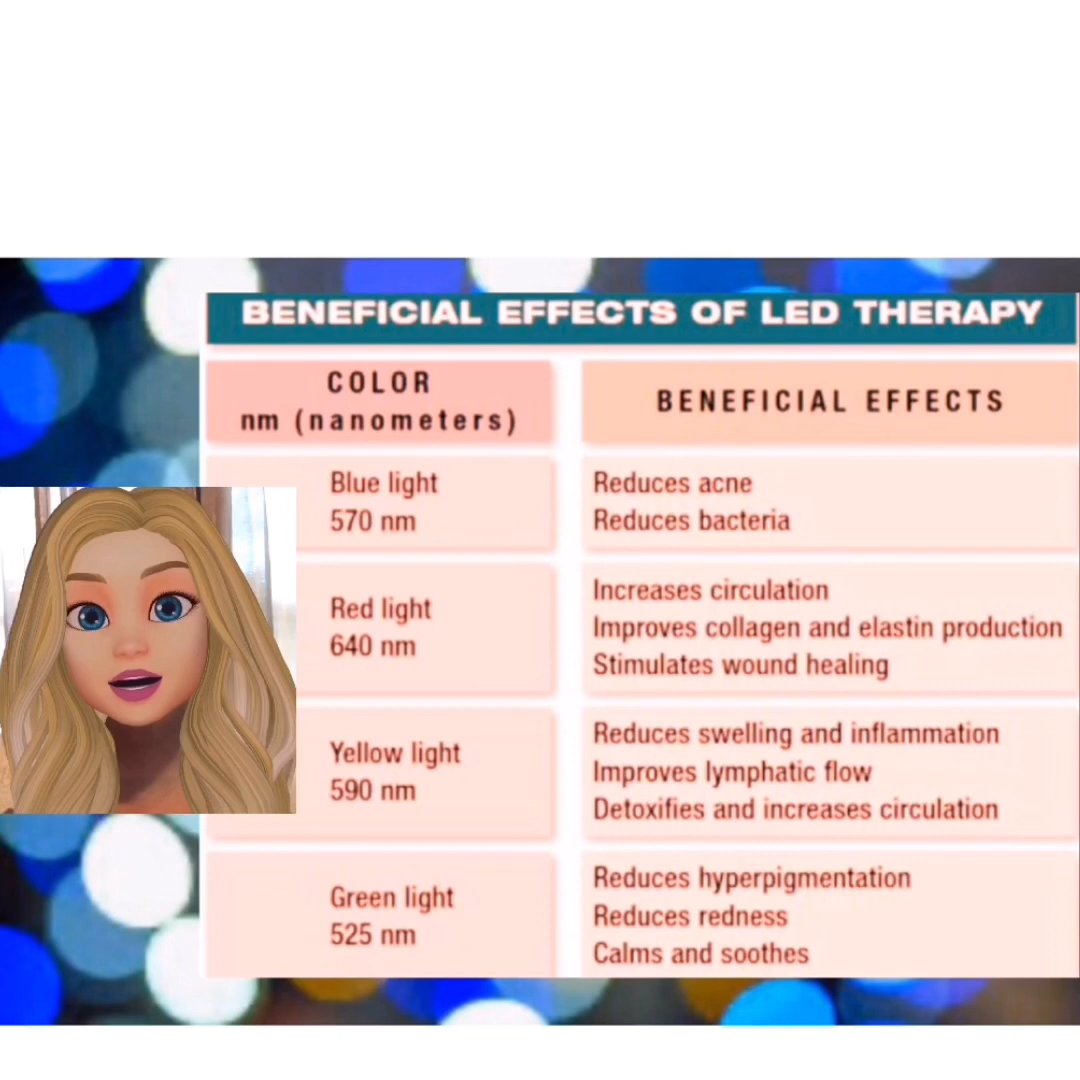 BENEFICIAL EFFECTS OF LED THERAPY
COLOR
nm (nanometers)
BENEFICIAL EFFECTS
Blue light
570 nm
Reduces acne
Reduces bacteria
Red light
640 nm
Increases circulation
Improves collagen and elastin production
Stimulates wound healing
Yellow light
590 nm
Reduces swelling and inflammation
Improves lymphatic flow
Detoxifies and increases circulation
Green light
525 nm
Reduces hyperpigmentation
Reduces redness
Calms and soothes